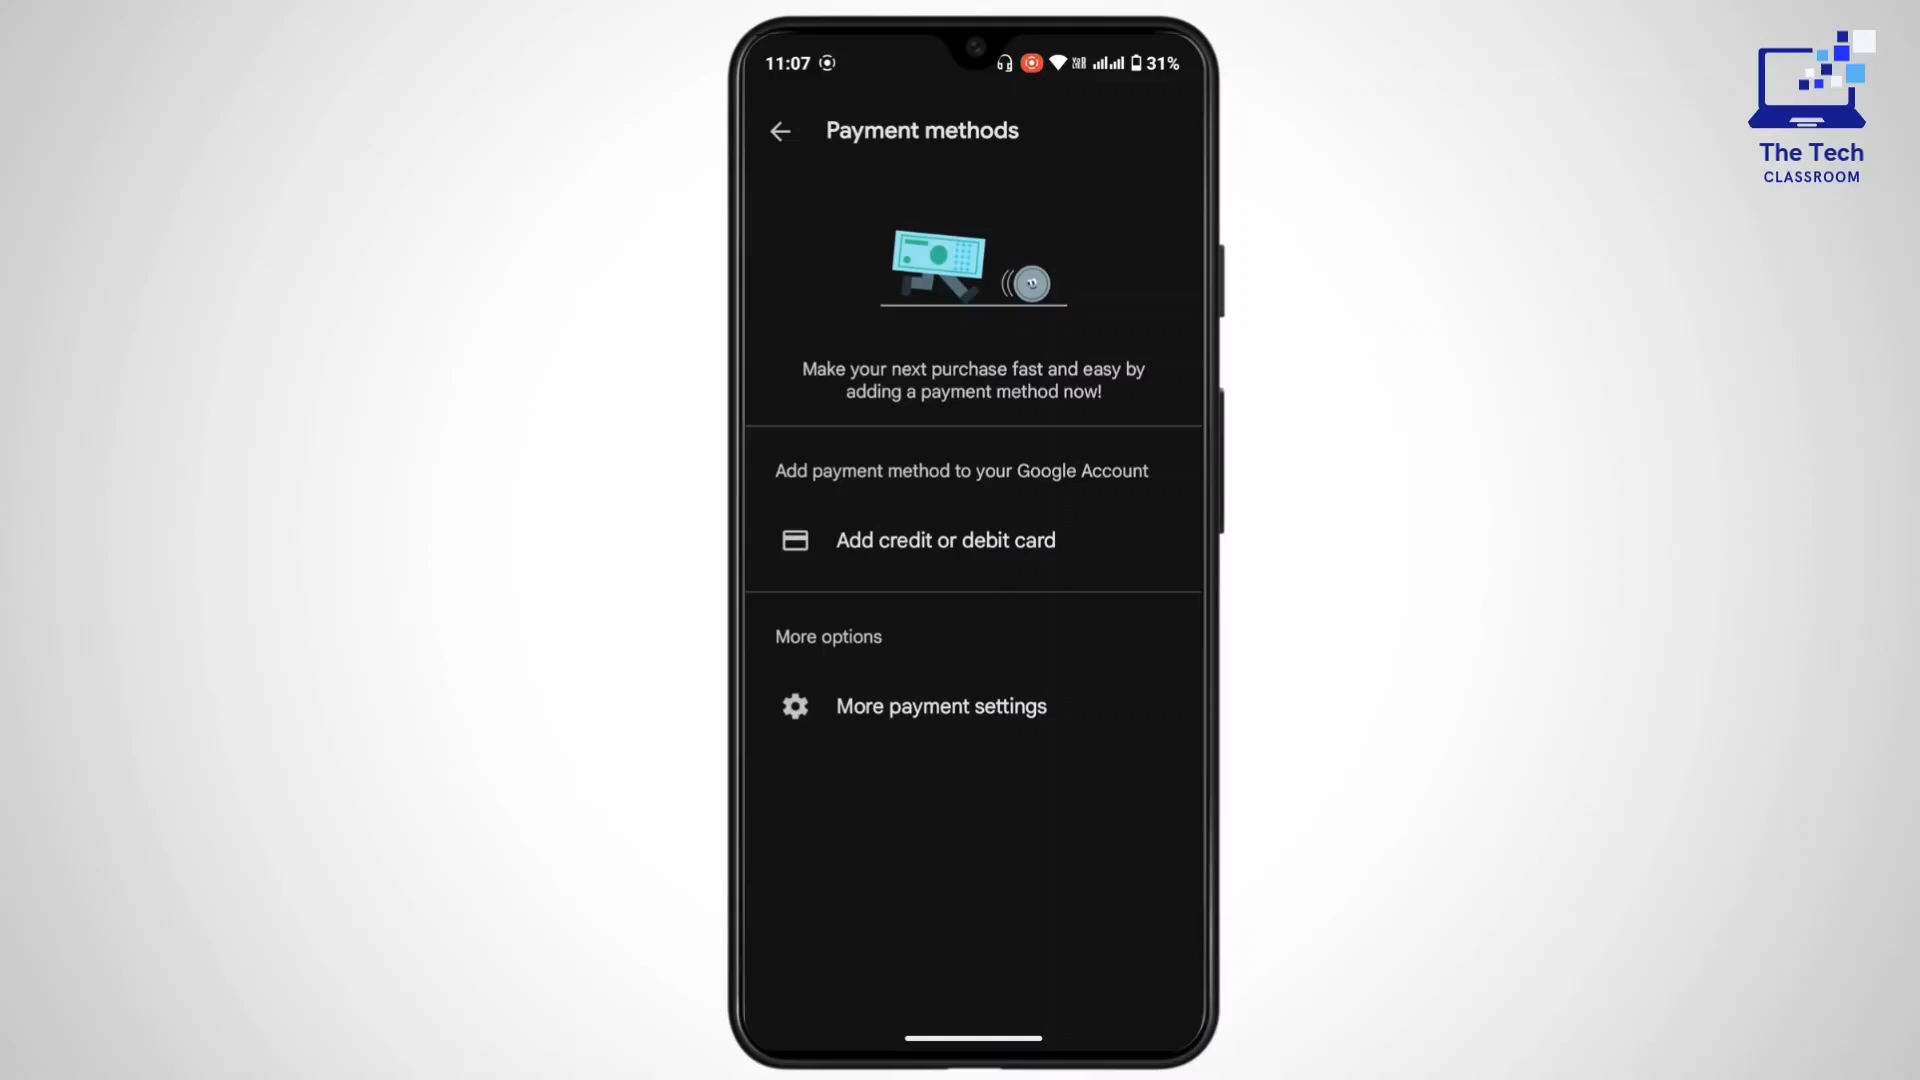 11:07
31%
The Tech
CLASSROOM
Payment methods
Make your next purchase fast and easy by
adding a payment method now!
Add payment method to your Google Account
Add credit or debit card
More options
More payment settings